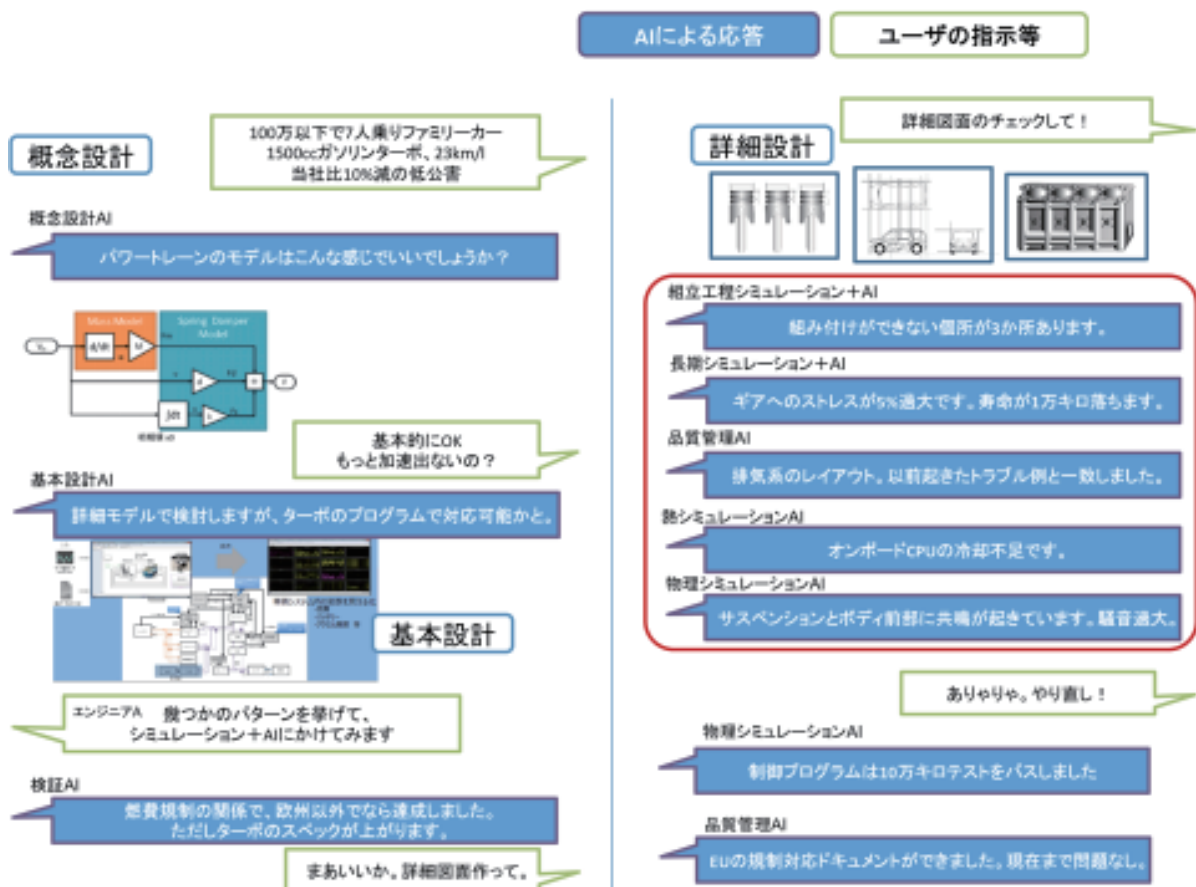 AIによる応答
ユーザの指示等
概念設計
100万以下で7人乗りファミリーカー
1500ccガソリンターボ、23km/l
当社比10%減の低公害
概念設計AI
パワートレーンのモデルはこんな感じでいいでしょうか？
Mass Model
Spring Damper
Model
d/dt
M
∫dt
基本的にOK
もっと加速出ないの？
基本設計AI
詳細モデルで検討しますが、ターボのプログラムで対応可能かと。
基本設計
エンジニアA
幾つかのパターンを挙げて、
シミュレーション＋AIにかけてみます
検証AI
燃費規制の関係で、欧州以外でなら達成しました。
ただしターボのスペックが上がります。
まあいいか。詳細図面作って。
詳細図面のチェックして！
詳細設計
組立工程シミュレーション＋AI
組み付けができない個所が3か所あります。
長期シミュレーション＋AI
ギアへのストレスが5%過大です。寿命が1万キロ落ちます。
品質管理AI
排気系のレイアウト。以前起きたトラブル例と一致しました。
熱シミュレーションAI
オンボードCPUの冷却不足です。
物理シミュレーションAI
サスペンションとボディ前部に共鳴が起きています。騒音過大。
ありゃりゃ。やり直し！
物理シミュレーションAI
制御プログラムは10万キロテストをパスしました
品質管理AI
EUの規制対応ドキュメントができました。現在まで問題なし。